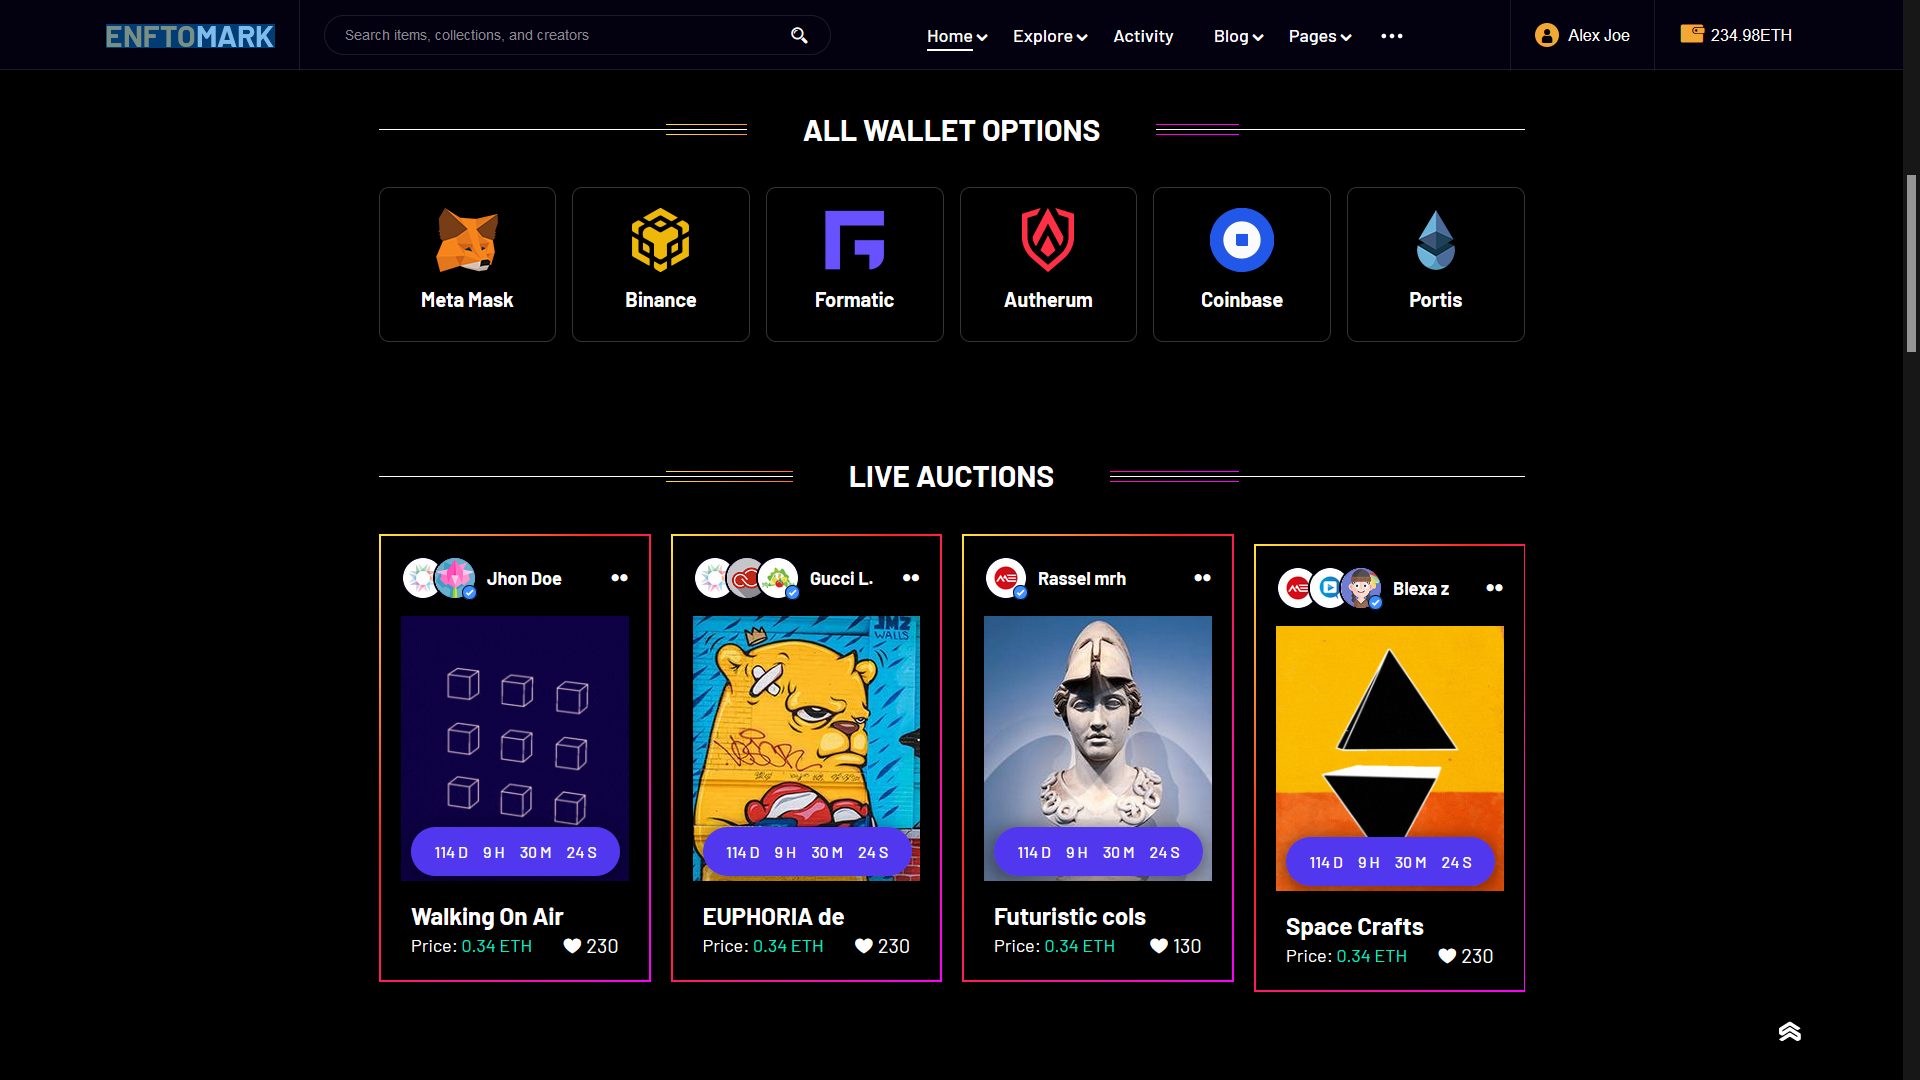 ENFTOMARK
Search items, collections, and creators
Home
Explore
Activity
Blog
Pages
Alex Joe
234.98ETH
ALL WALLET OPTIONS
Meta Mask
Binance
Formatic
Autherum
Coinbase
Portis
LIVE AUCTIONS
Jhon Doe
Gucci L.
Rassel mrh
Blexa z
JMZ
WALLS
114 D 9 H 30 M 24 S
114 D 9 H 30 M 24 S
114 D 9 H 30 M 24 S
114 D 9 H 30 M 24 S
Walking On Air
Price: 0.34 ETH 230
EUPHORIA de
Price: 0.34 ETH 230
Futuristic cols
Price: 0.34 ETH 130
Space Crafts
Price: 0.34 ETH 230